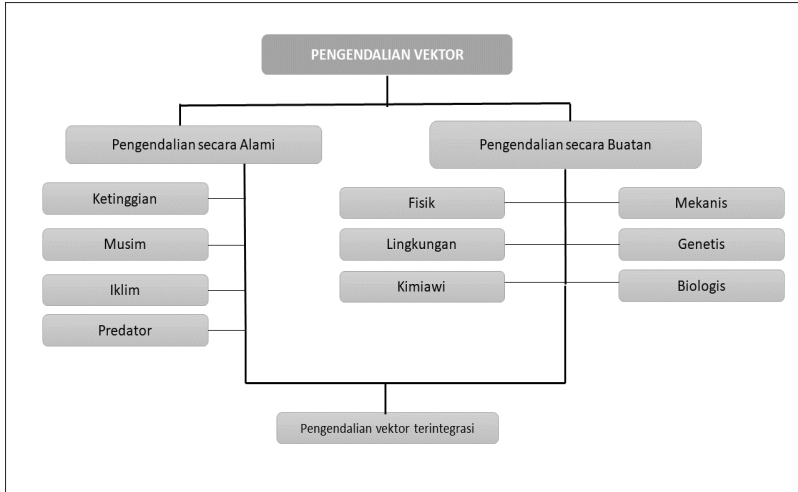 PENGENDALIAN VEKTOR
Pengendalian secara Alami
Pengendalian secara Buatan
Ketinggian
Musim
Iklim
Predator
Fisik
Mekanis
Lingkungan
Genetis
Kimiawi
Biologis
Pengendalian vektor terintegrasi